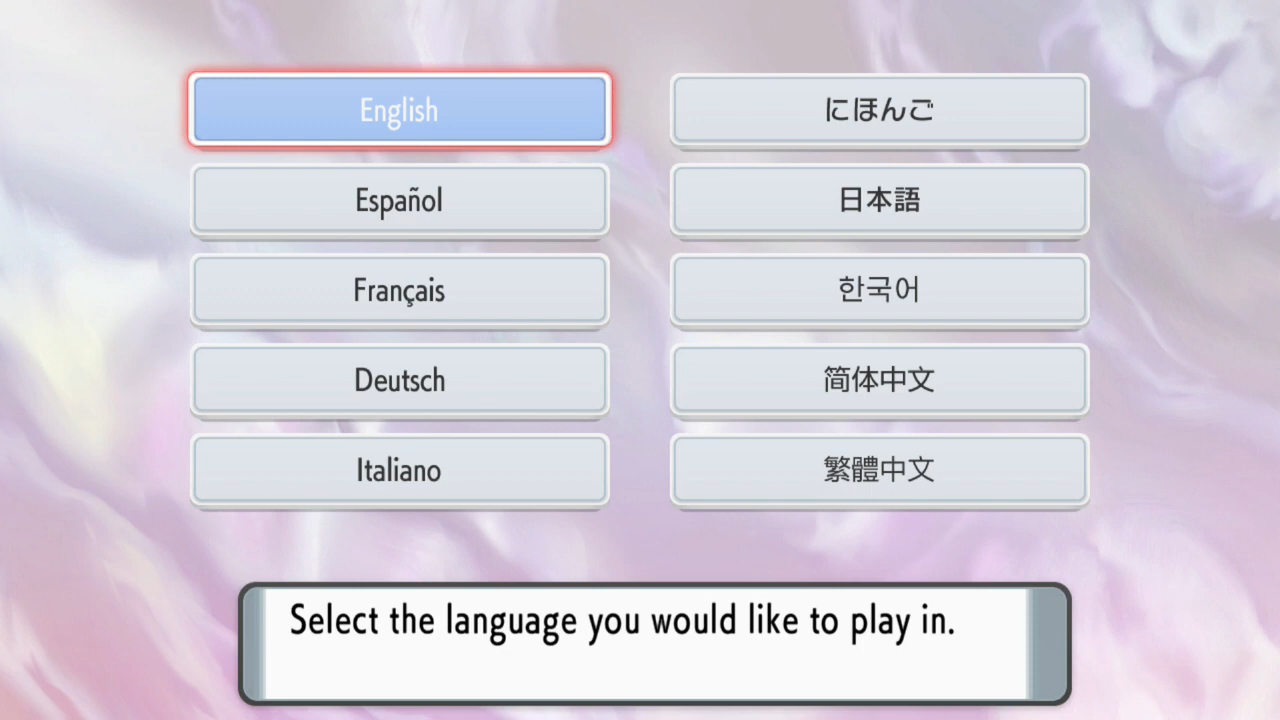 English
Español
Français
Deutsch
Italiano
にほんご
日本語
한국어
简体中文
繁體中文
Select the language you would like to play in.